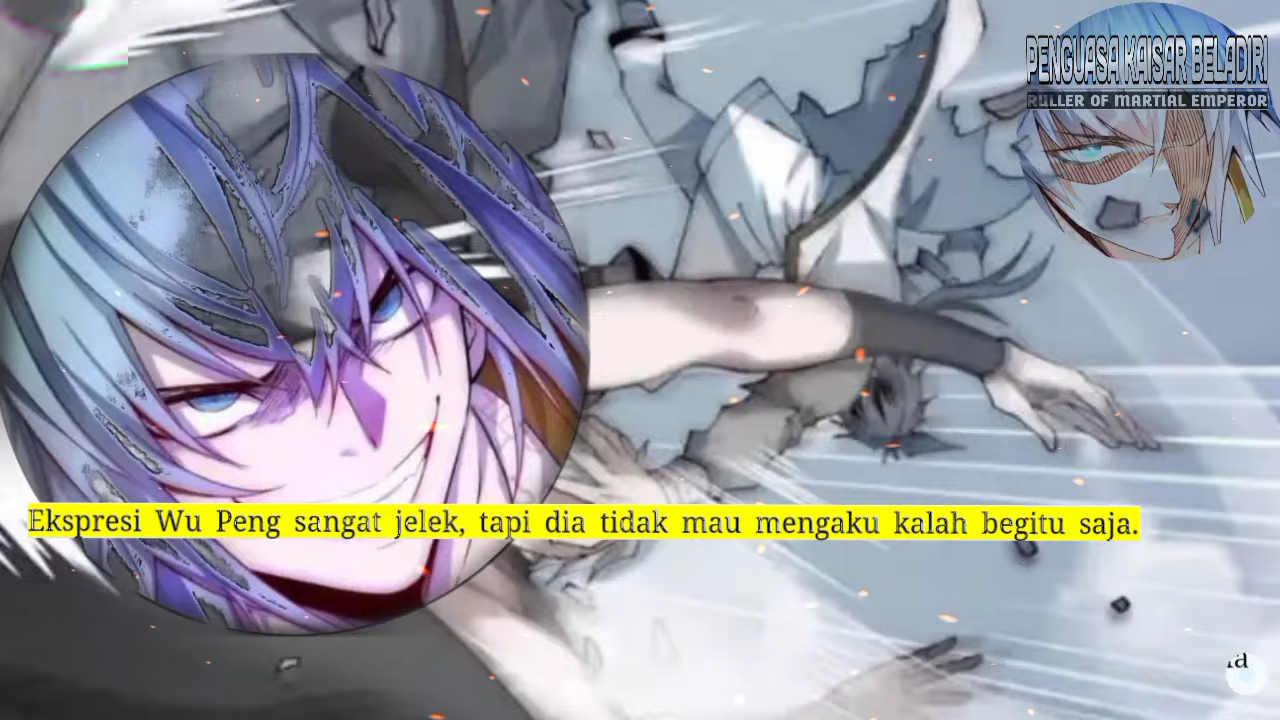 PENGUASA KAISAR BELADIRI
RULLER OF MARTIAL EMPEROR
Ekspresi Wu Peng sangat jelek, tapi dia tidak mau mengaku kalah begitu saja.